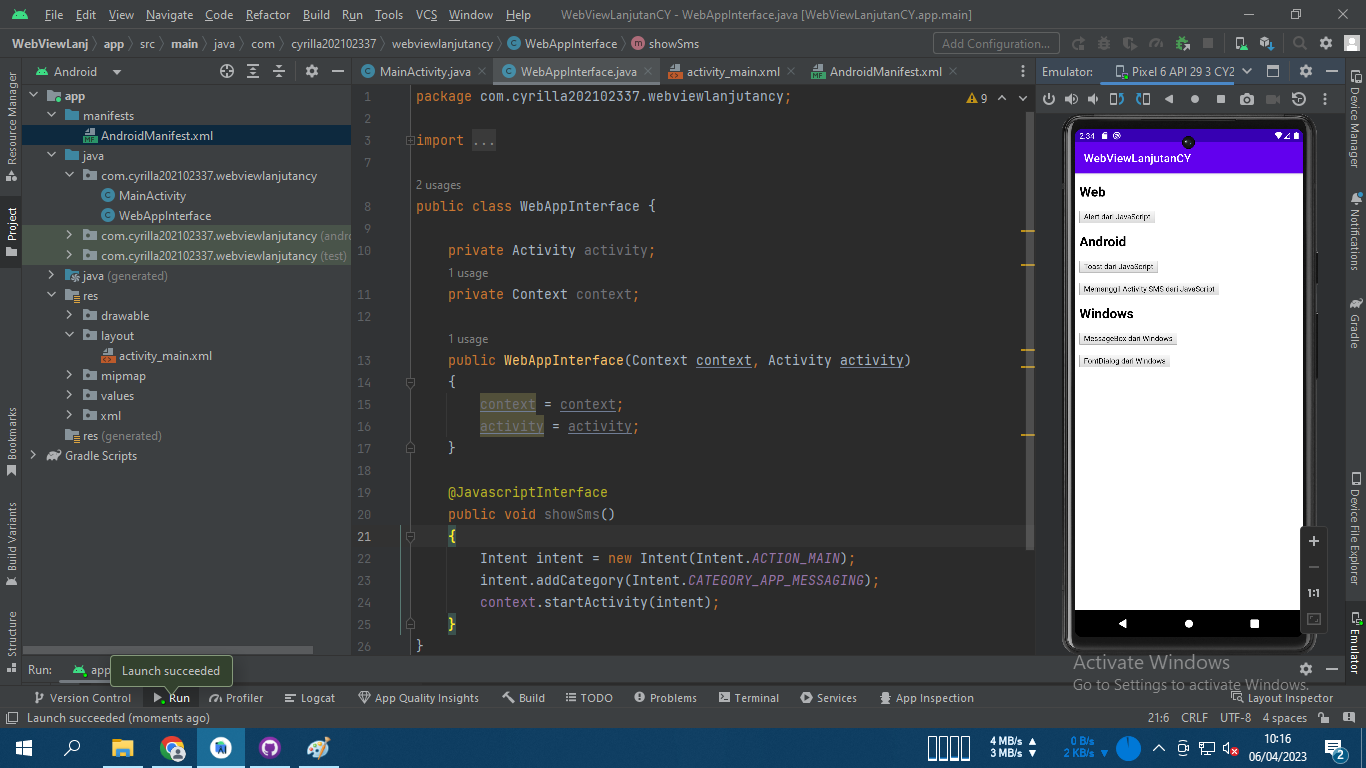 File Edit View Navigate Code Refactor Build Run Tools VCS Window Help WebViewLanjutanCY - WebAppInterface.java [WebViewLanjutanCY.app.main]
WebViewLanj app src main java com cyrilla202102337 webviewlanjutancy WebAppInterface showSms Add Configuration...
Android
MainActivity.java WebAppInterface.java activity_main.xml AndroidManifest.xml
Emulator: Pixel 6 API 29 3 CY2
Resource Manager
Project
Bookmarks
Build Variants
Structure
app
manifests
AndroidManifest.xml
java
com.cyrilla202102337.webviewlanjutancy
MainActivity
WebAppInterface
com.cyrilla202102337.webviewlanjutancy (andro
com.cyrilla202102337.webviewlanjutancy (test)
java (generated)
res
drawable
layout
activity_main.xml
mipmap
values
xml
res (generated)
Gradle Scripts
9
1 package com.cyrilla202102337.webviewlanjutancy;
2
3 import ...
7
2 usages
8 public class WebAppInterface {
9
10 private Activity activity;
1 usage
11 private Context context;
12
1 usage
13 public WebAppInterface(Context context, Activity activity)
14 {
15 context = context;
16 activity = activity;
17 }
18
19 @JavascriptInterface
20 public void showSms()
21 {
22 Intent intent = new Intent(Intent.ACTION_MAIN);
23 intent.addCategory(Intent.CATEGORY_APP_MESSAGING);
24 context.startActivity(intent);
25 }
26 }
2:34
WebViewLanjutanCY
Web
Alert dari JavaScript
Android
Toast dari JavaScript
Memanggil Activity SMS dari JavaScript
Windows
MessageBox dari Windows
FontDialog dari Windows
1:1
Device Manager
Notifications
Gradle
Device File Explorer
Emulator
Activate Windows
Go to Settings to activate Windows.
Run: app
Launch succeeded
Version Control Run Profiler Logcat App Quality Insights Build TODO Problems Terminal Services App Inspection Layout Inspector
Launch succeeded (moments ago) 21:6 CRLF UTF-8 4 spaces
4 MB/s
3 MB/s
0 B/s
2 KB/s
10:16
06/04/2023
2